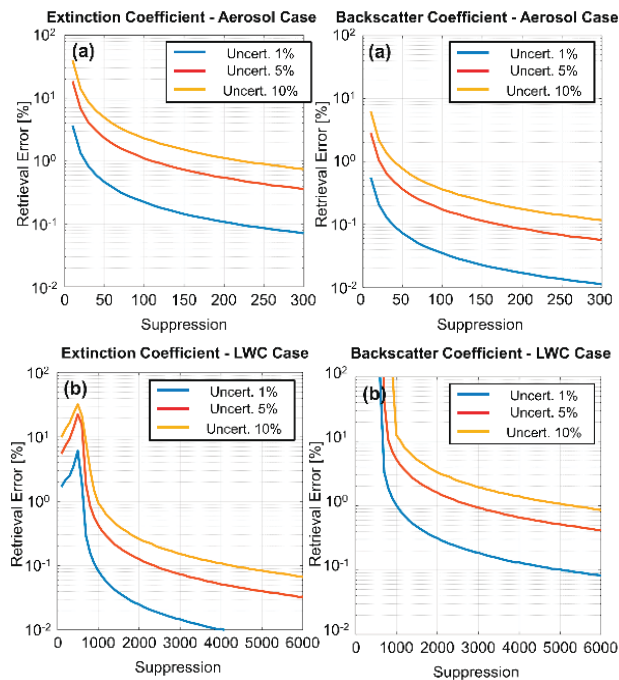 Extinction Coefficient - Aerosol Case
(a)
Uncert. 1%
Uncert. 5%
Uncert. 10%
Retrieval Error [%]
10^2
10^1
10^0
10^-1
10^-2
0 50 100 150 200 250 300
Suppression
Backscatter Coefficient - Aerosol Case
(a)
Uncert. 1%
Uncert. 5%
Uncert. 10%
Retrieval Error [%]
10^2
10^1
10^0
10^-1
10^-2
0 50 100 150 200 250 300
Suppression
Extinction Coefficient - LWC Case
(b)
Uncert. 1%
Uncert. 5%
Uncert. 10%
Retrieval Error [%]
10^2
10^1
10^0
10^-1
10^-2
0 1000 2000 3000 4000 5000 6000
Suppression
Backscatter Coefficient - LWC Case
(b)
Uncert. 1%
Uncert. 5%
Uncert. 10%
Retrieval Error [%]
10^2
10^1
10^0
10^-1
10^-2
0 1000 2000 3000 4000 5000 6000
Suppression